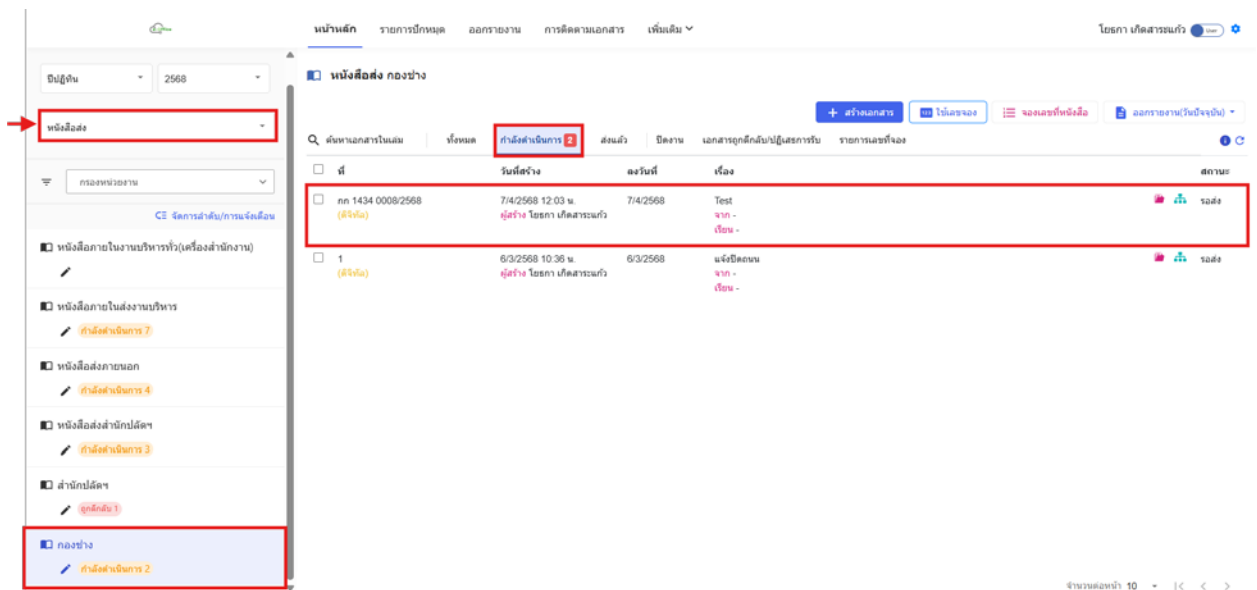 หน้าหลัก รายการปักหมุด ออกรายงาน การติดตามเอกสาร เพิ่มเติม
โยธกา เกิดสาระแก้ว User
ปีปฏิทิน 2568
หนังสือส่ง
กรองหน่วยงาน
จัดการลำดับ/การแจ้งเตือน
หนังสือภายในงานบริหารทั่ว(เครื่องสำนักงาน)
หนังสือภายในส่งงานบริหาร
กำลังดำเนินการ 7
หนังสือส่งภายนอก
กำลังดำเนินการ 4
หนังสือส่งสำนักปลัดฯ
กำลังดำเนินการ 3
สำนักปลัดฯ
ถูกตีกลับ 1
กองช่าง
กำลังดำเนินการ 2
หนังสือส่ง กองช่าง
+ สร้างเอกสาร ใช้เลขจอง จองเลขที่หนังสือ ออกรายงาน(วันปัจจุบัน)
ค้นหาเอกสารในเล่ม ทั้งหมด กำลังดำเนินการ 2 ส่งแล้ว ปิดงาน เอกสารถูกตีกลับ/ปฏิเสธการรับ รายการเลขที่จอง
ที่ วันที่สร้าง ลงวันที่ เรื่อง สถานะ
กก 1434 0008/2568 7/4/2568 12:03 น. 7/4/2568 Test รอส่ง
(ดิจิทัล) ผู้สร้าง โยธกา เกิดสาระแก้ว จาก -
เรียน -
1 6/3/2568 10:36 น. 6/3/2568 แจ้งปิดถนน รอส่ง
(ดิจิทัล) ผู้สร้าง โยธกา เกิดสาระแก้ว จาก -
เรียน -
จำนวนต่อหน้า 10